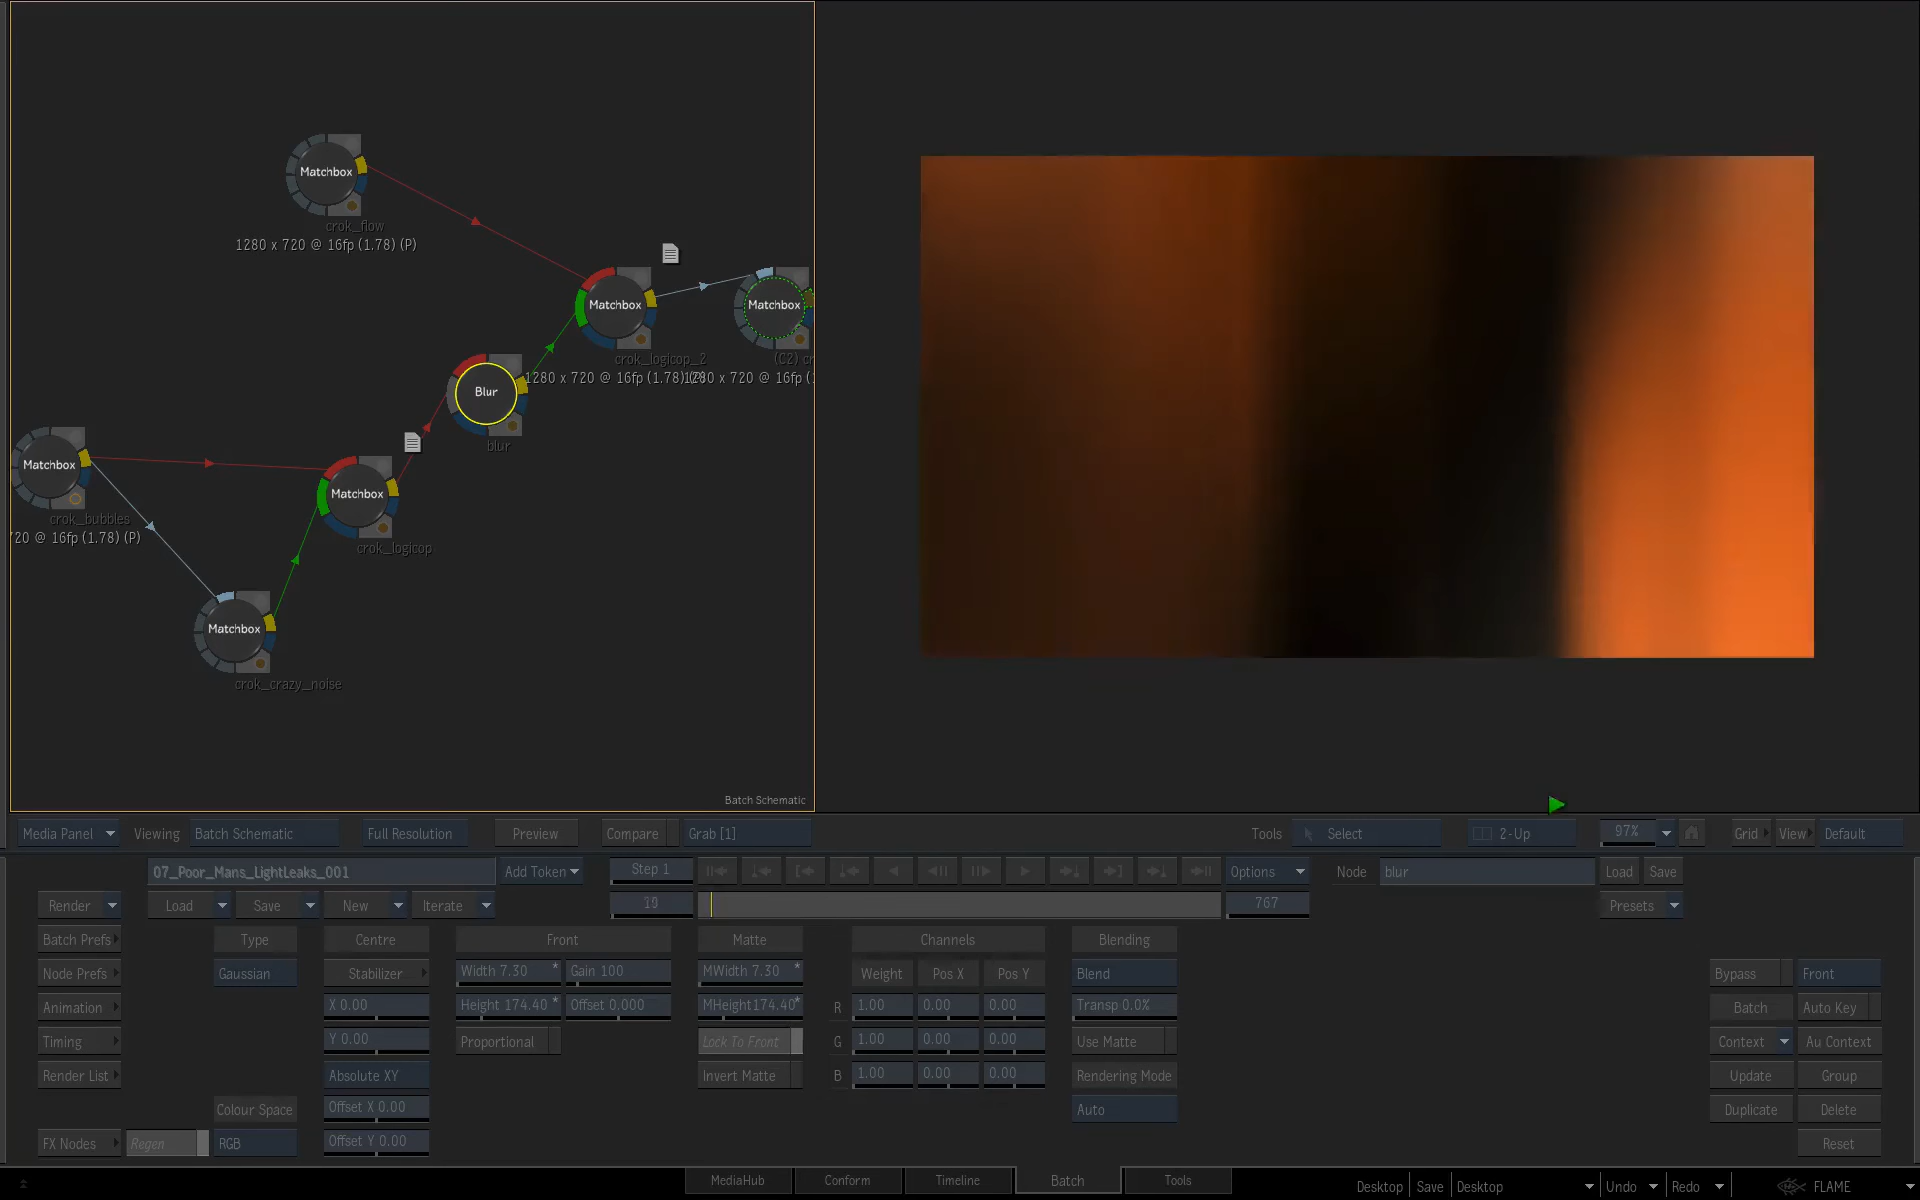 Matchbox
crok_flow
1280 x 720 @ 16fp (1.78) (P)
Matchbox
crok_logicop_2
1280 x 720 @ 16fp (1.78)
Matchbox
(C2) cr
x 720 @ 16fp (
Blur
blur
Matchbox
crok_bubbles
720 @ 16fp (1.78) (P)
Matchbox
crok_logicop
Matchbox
crok_crazy_noise
Batch Schematic
Media Panel
Viewing
Batch Schematic
Full Resolution
Preview
Compare
Grab [1]
Tools
Select
2-Up
97%
Grid
View
Default
07_Poor_Mans_LightLeaks_001
Add Token
Step 1
Options
Node
blur
Load
Save
Render
Load
Save
New
Iterate
19
767
Presets
Batch Prefs
Type
Centre
Front
Matte
Channels
Blending
Node Prefs
Gaussian
Stabilizer
Width 7.30 *
Gain 100
MWidth 7.30 *
Weight
Pos X
Pos Y
Blend
Bypass
Front
Animation
X 0.00
Height 174.40 *
Offset 0.000
MHeight174.40*
R
1.00
0.00
0.00
Transp 0.0%
Batch
Auto Key
Timing
Y 0.00
Proportional
Lock To Front
G
1.00
0.00
0.00
Use Matte
Context
Au Context
Render List
Absolute XY
Invert Matte
B
1.00
0.00
0.00
Rendering Mode
Update
Group
Colour Space
Offset X 0.00
Auto
Duplicate
Delete
FX Nodes
Regen
RGB
Offset Y 0.00
Reset
MediaHub
Conform
Timeline
Batch
Tools
Desktop
Save
Desktop
Undo
Redo
FLAME